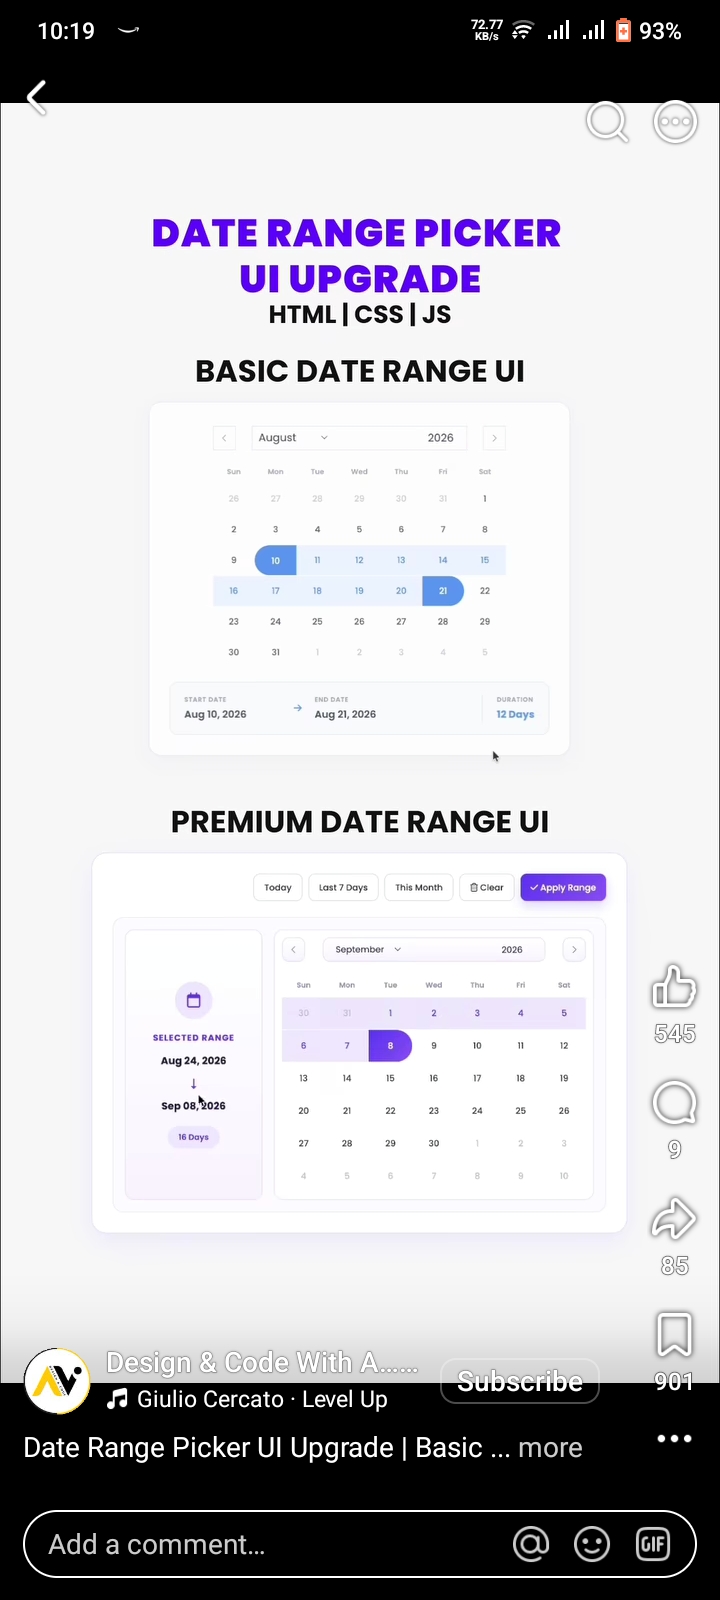 10:19
72.77
KB/s
93%
DATE RANGE PICKER
UI UPGRADE
HTML | CSS | JS
BASIC DATE RANGE UI
August 2026
Sun Mon Tue Wed Thu Fri Sat
26 27 28 29 30 31 1
2 3 4 5 6 7 8
9 10 11 12 13 14 15
16 17 18 19 20 21 22
23 24 25 26 27 28 29
30 31 1 2 3 4 5
START DATE END DATE DURATION
Aug 10, 2026 → Aug 21, 2026 12 Days
PREMIUM DATE RANGE UI
Today Last 7 Days This Month Clear ✓ Apply Range
September 2026
Sun Mon Tue Wed Thu Fri Sat
30 31 1 2 3 4 5
6 7 8 9 10 11 12
13 14 15 16 17 18 19
20 21 22 23 24 25 26
27 28 29 30 1 2 3
4 5 6 7 8 9 10
SELECTED RANGE
Aug 24, 2026
↓
Sep 08, 2026
16 Days
545
9
85
901
Design & Code With A......
Subscribe
Giulio Cercato · Level Up
Date Range Picker UI Upgrade | Basic ... more
Add a comment...
GIF